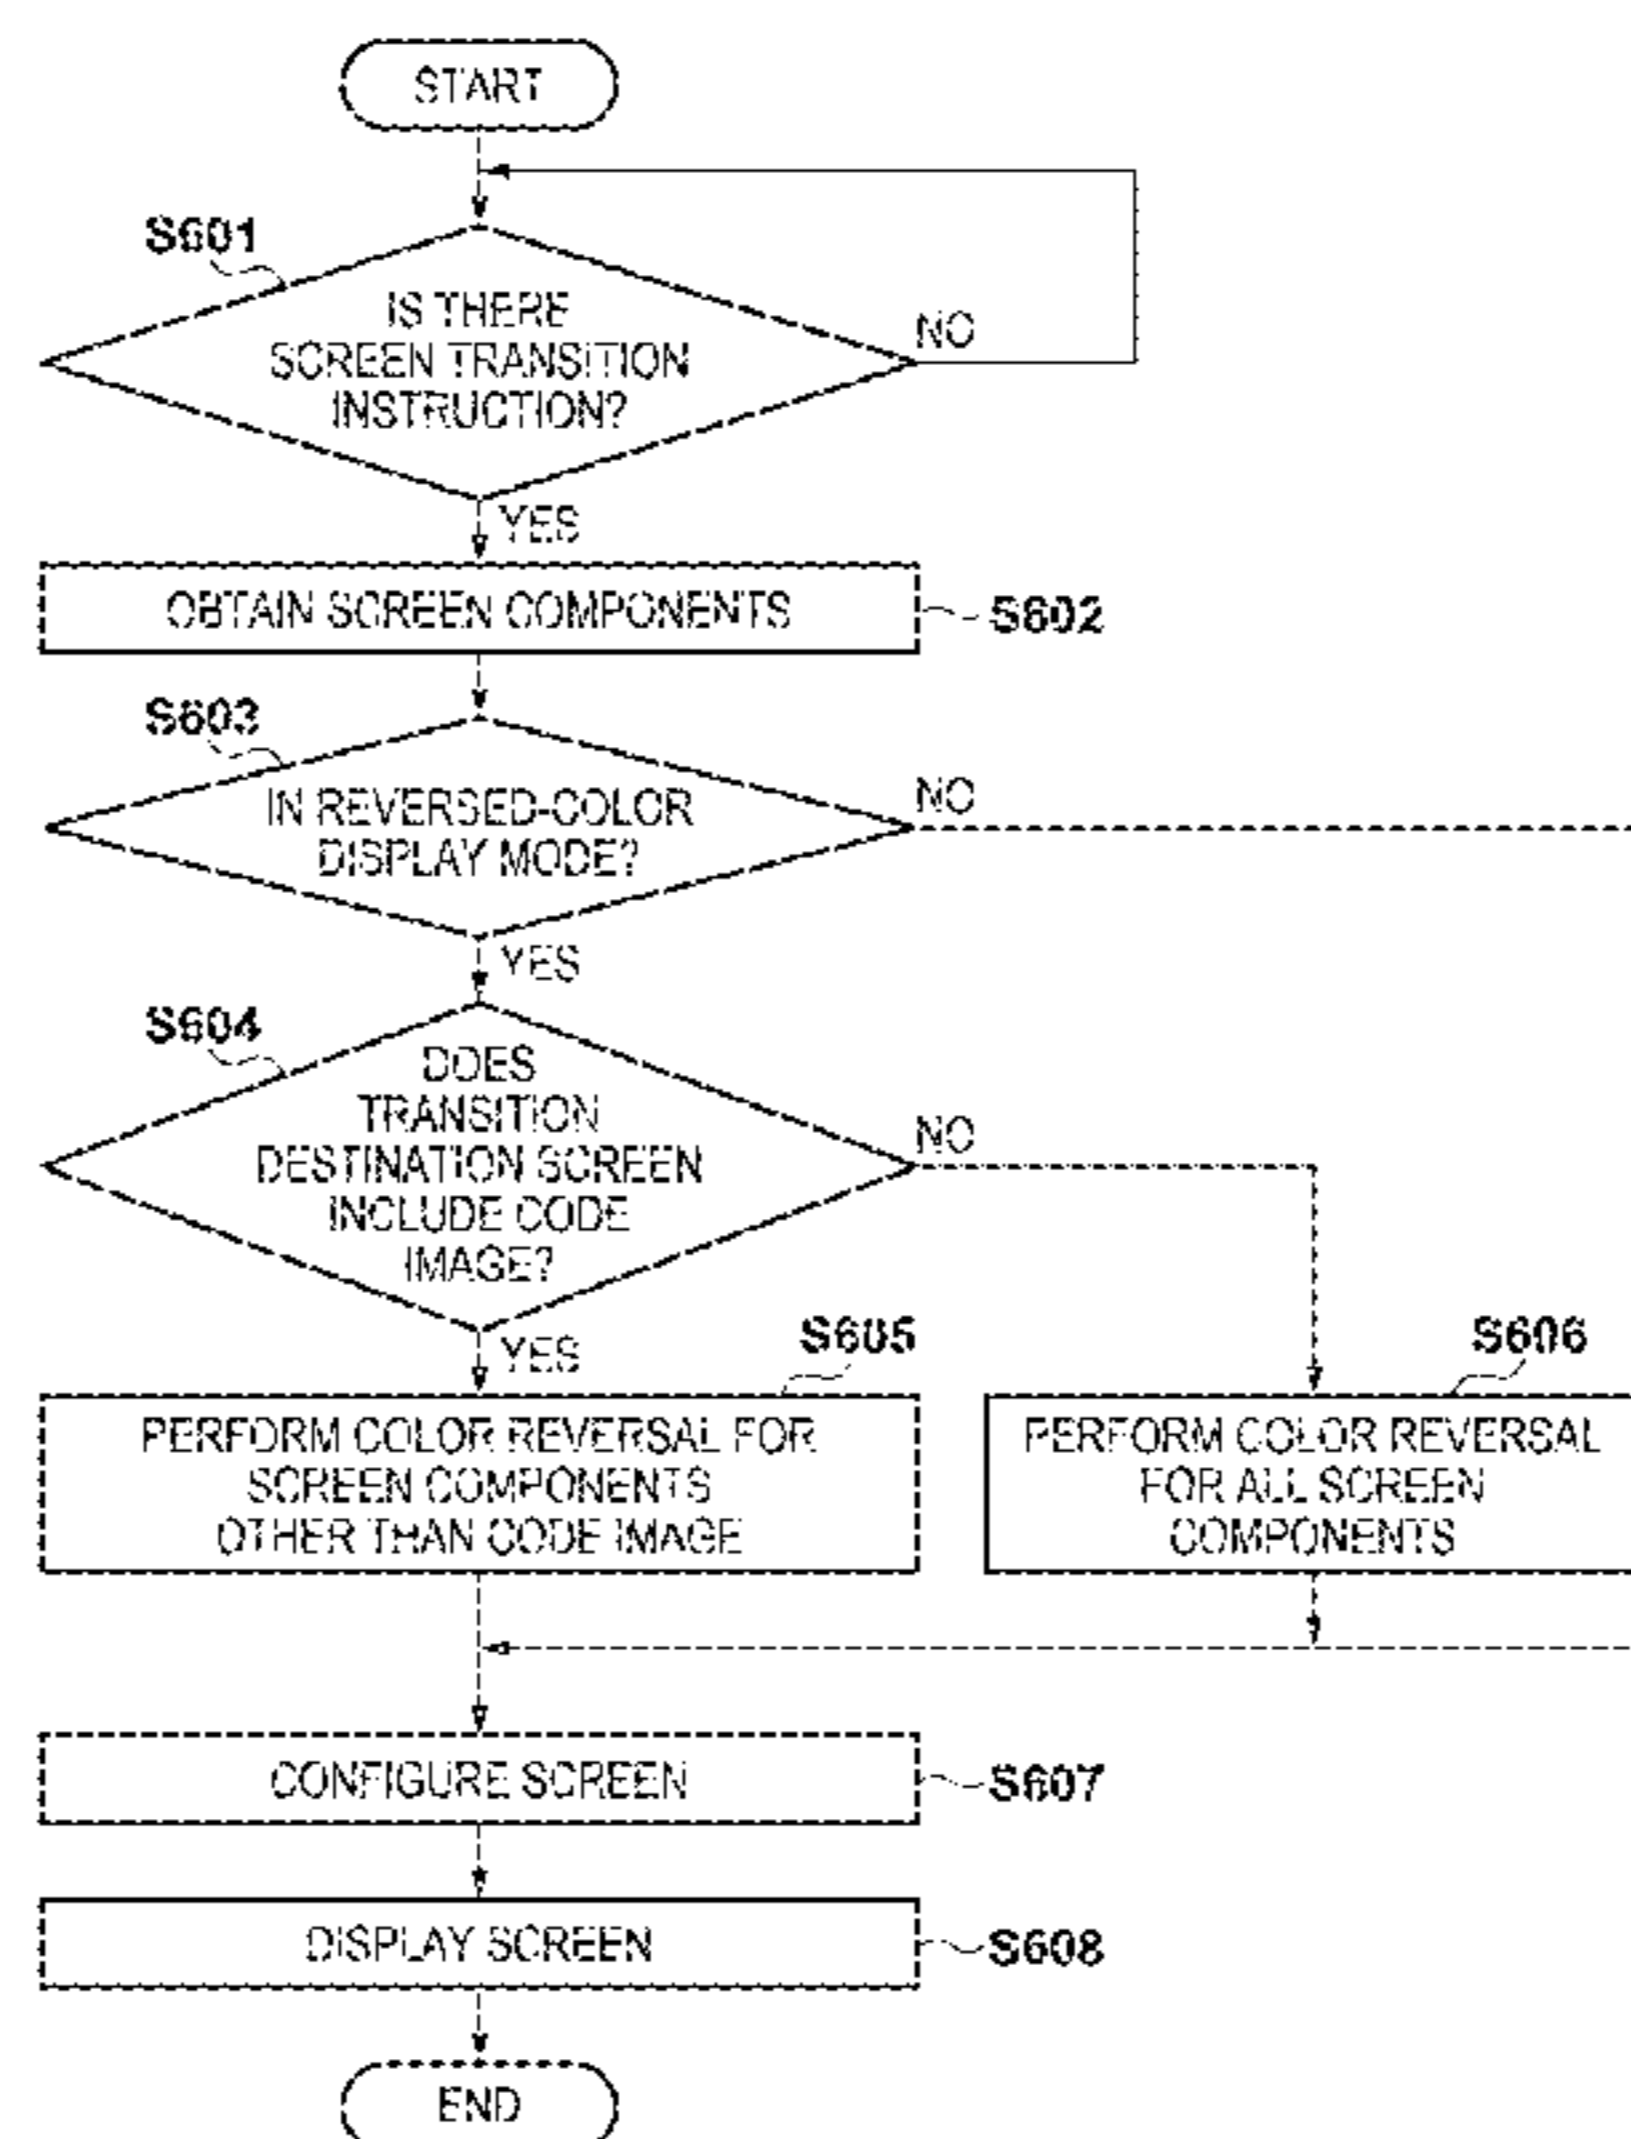 START
S601
IS THERE
SCREEN TRANSITION
INSTRUCTION?
NO
YES
OBTAIN SCREEN COMPONENTS
S602
S603
IN REVERSED-COLOR
DISPLAY MODE?
NO
YES
S604
DOES
TRANSITION
DESTINATION SCREEN
INCLUDE CODE
IMAGE?
NO
YES
S605
PERFORM COLOR REVERSAL FOR
SCREEN COMPONENTS
OTHER THAN CODE IMAGE
S606
PERFORM COLOR REVERSAL
FOR ALL SCREEN
COMPONENTS
CONFIGURE SCREEN
S607
DISPLAY SCREEN
S608
END